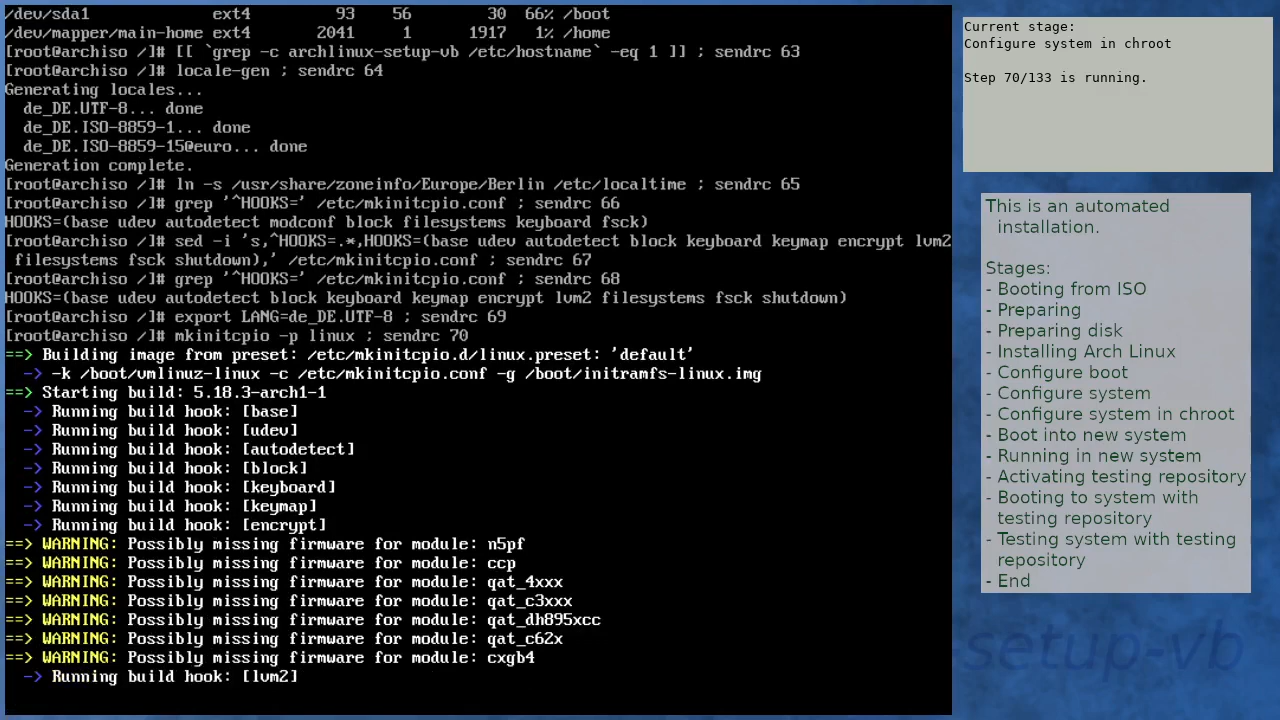 /dev/sda1             ext4         93    56        30  66% /boot
/dev/mapper/main-home ext4       2041     1      1917   1% /home
[root@archiso /]# [[ `grep -c archlinux-setup-vb /etc/hostname` -eq 1 ]] ; sendrc 63
[root@archiso /]# locale-gen ; sendrc 64
Generating locales...
  de_DE.UTF-8... done
  de_DE.ISO-8859-1... done
  de_DE.ISO-8859-15@euro... done
Generation complete.
[root@archiso /]# ln -s /usr/share/zoneinfo/Europe/Berlin /etc/localtime ; sendrc 65
[root@archiso /]# grep '^HOOKS=' /etc/mkinitcpio.conf ; sendrc 66
HOOKS=(base udev autodetect modconf block filesystems keyboard fsck)
[root@archiso /]# sed -i 's,^HOOKS=.*,HOOKS=(base udev autodetect block keyboard keymap encrypt lvm2
 filesystems fsck shutdown),' /etc/mkinitcpio.conf ; sendrc 67
[root@archiso /]# grep '^HOOKS=' /etc/mkinitcpio.conf ; sendrc 68
HOOKS=(base udev autodetect block keyboard keymap encrypt lvm2 filesystems fsck shutdown)
[root@archiso /]# export LANG=de_DE.UTF-8 ; sendrc 69
[root@archiso /]# mkinitcpio -p linux ; sendrc 70
==> Building image from preset: /etc/mkinitcpio.d/linux.preset: 'default'
  -> -k /boot/vmlinuz-linux -c /etc/mkinitcpio.conf -g /boot/initramfs-linux.img
==> Starting build: 5.18.3-arch1-1
  -> Running build hook: [base]
  -> Running build hook: [udev]
  -> Running build hook: [autodetect]
  -> Running build hook: [block]
  -> Running build hook: [keyboard]
  -> Running build hook: [keymap]
  -> Running build hook: [encrypt]
==> WARNING: Possibly missing firmware for module: n5pf
==> WARNING: Possibly missing firmware for module: ccp
==> WARNING: Possibly missing firmware for module: qat_4xxx
==> WARNING: Possibly missing firmware for module: qat_c3xxx
==> WARNING: Possibly missing firmware for module: qat_dh895xcc
==> WARNING: Possibly missing firmware for module: qat_c62x
==> WARNING: Possibly missing firmware for module: cxgb4
  -> Running build hook: [lvm2]
Current stage:
Configure system in chroot
Step 70/133 is running.
This is an automated
installation.
Stages:
- Booting from ISO
- Preparing
- Preparing disk
- Installing Arch Linux
- Configure boot
- Configure system
- Configure system in chroot
- Boot into new system
- Running in new system
- Activating testing repository
- Booting to system with
testing repository
- Testing system with testing
repository
- End
setup-vb